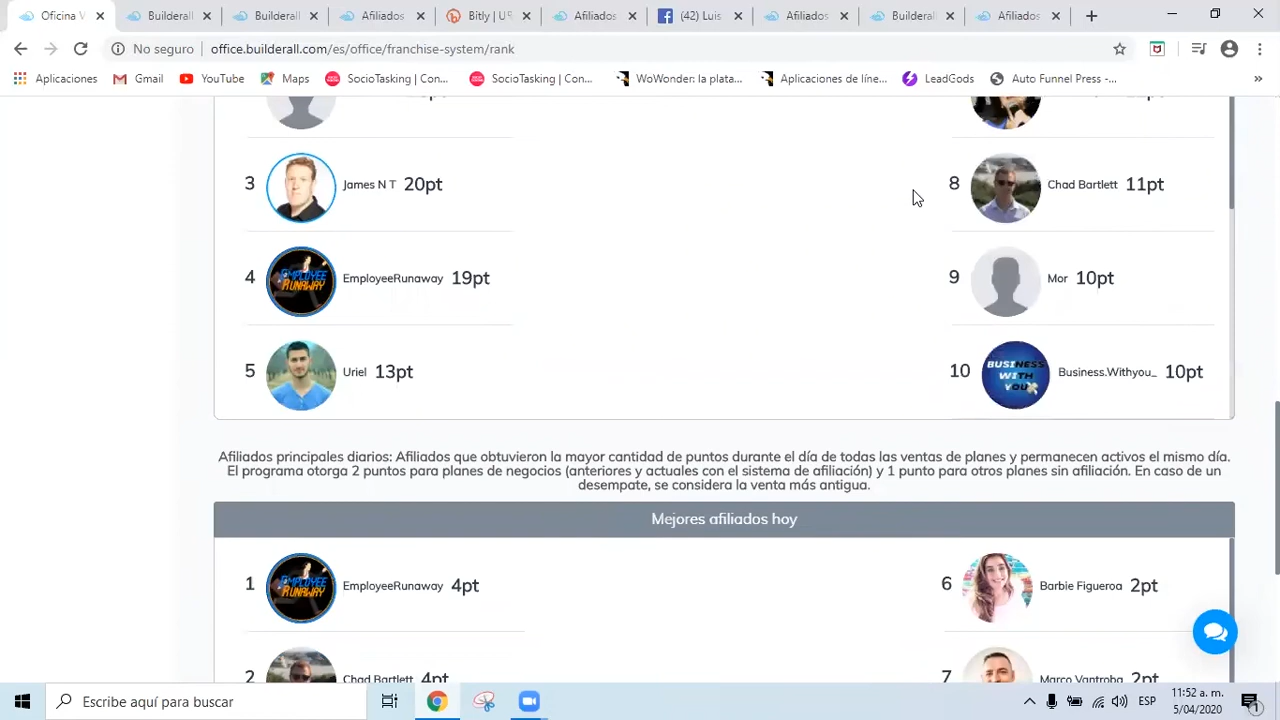 Oficina V
Builderall
Builderall
Afiliados
Bitly | U
Afiliados
(42) Luis
Afiliados
Builderall
Afiliados
No seguro | office.builderall.com/es/office/franchise-system/rank
Aplicaciones
Gmail
YouTube
Maps
SocioTasking | Con...
SocioTasking | Con...
WoWonder: la plata...
Aplicaciones de líne...
LeadGods
Auto Funnel Press -...
3 James N T 20pt
8 Chad Bartlett 11pt
4 EMPLOYEE RUNAWAY EmployeeRunaway 19pt
9 Mor 10pt
5 Uriel 13pt
10 BUSINESS WITH YOU Business.Withyou_ 10pt
Afiliados principales diarios: Afiliados que obtuvieron la mayor cantidad de puntos durante el día de todas las ventas de planes y permanecen activos el mismo día.
El programa otorga 2 puntos para planes de negocios (anteriores y actuales con el sistema de afiliación) y 1 punto para otros planes sin afiliación. En caso de un
desempate, se considera la venta más antigua.
Mejores afiliados hoy
1 EMPLOYEE RUNAWAY EmployeeRunaway 4pt
6 Barbie Figueroa 2pt
2 Chad Bartlett 4pt
7 Marco Vantroba 2pt
Escribe aquí para buscar
ESP
11:52 a. m.
5/04/2020